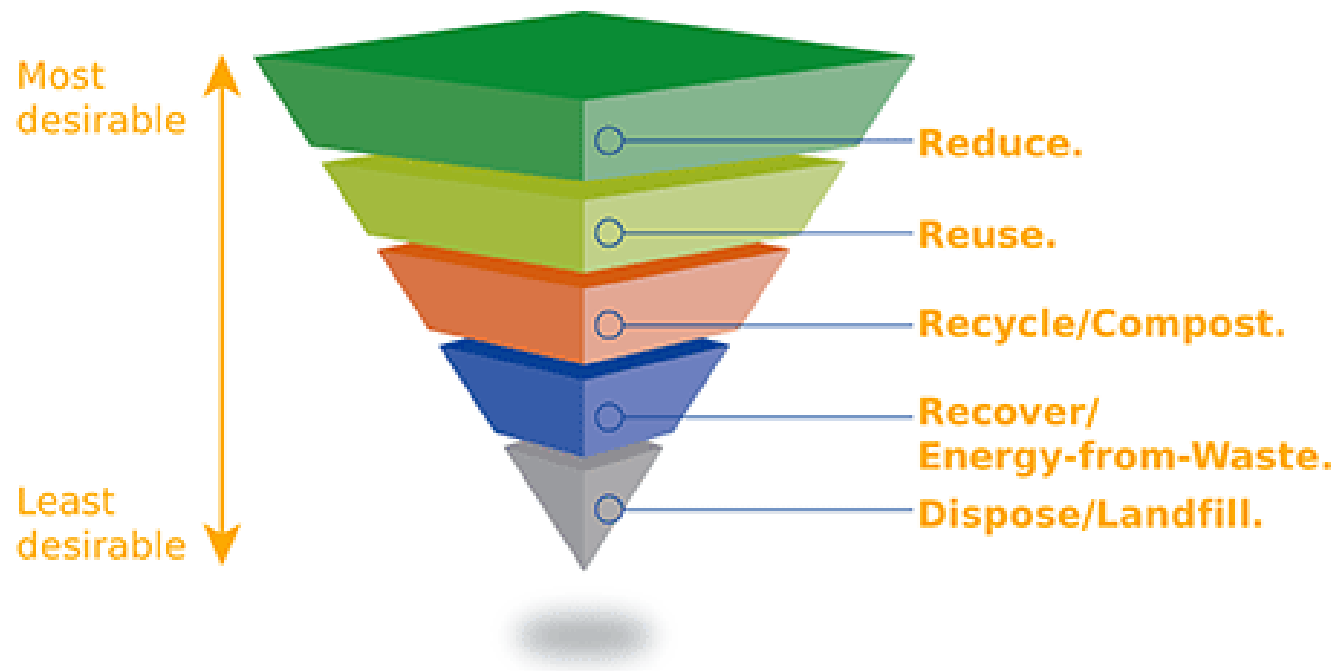 Most
desirable
Reduce.
Reuse.
Recycle/Compost.
Recover/
Energy-from-Waste.
Least
desirable
Dispose/Landfill.